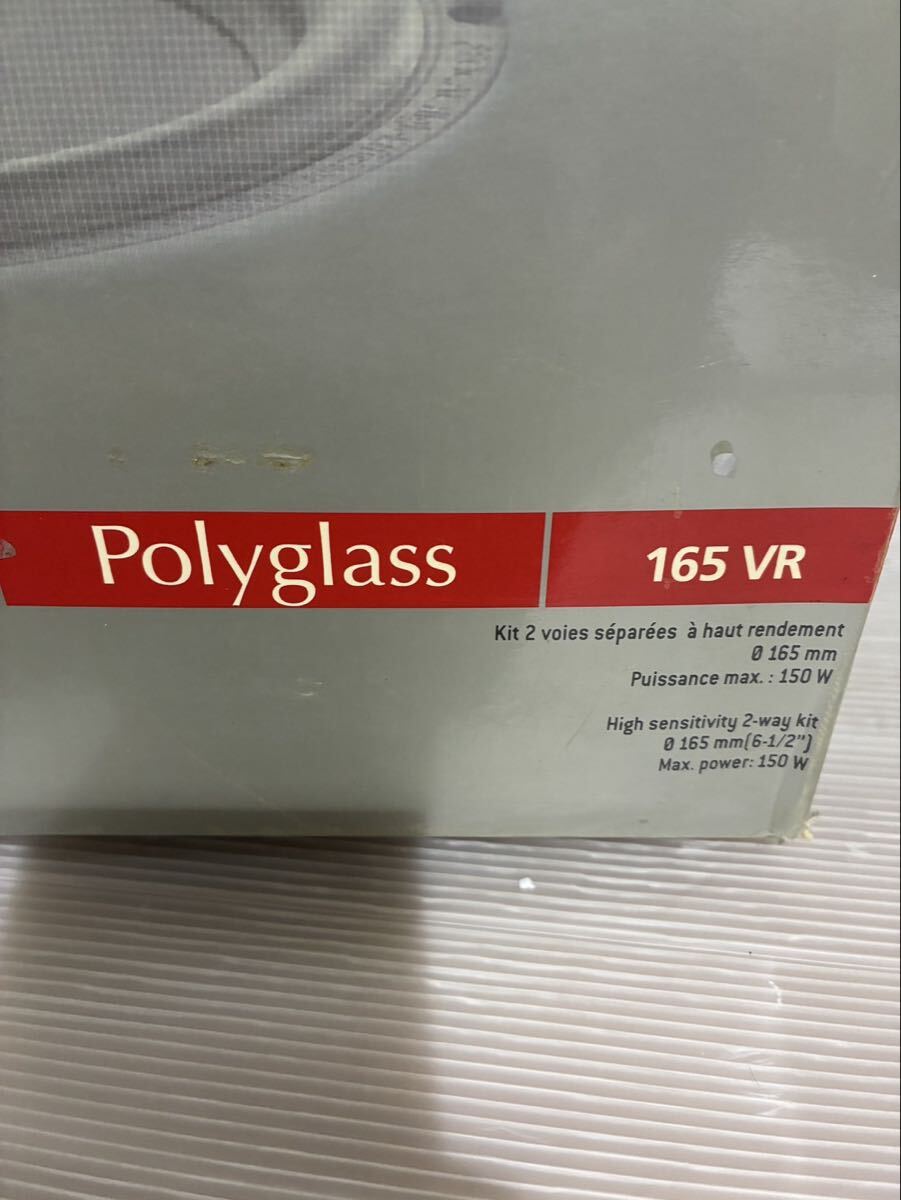 Polyglass
165 VR
Kit 2 voies séparées à haut rendement
Ø 165 mm
Puissance max. : 150 W
High sensitivity 2-way kit
Ø 165 mm(6-1/2")
Max. power: 150 W